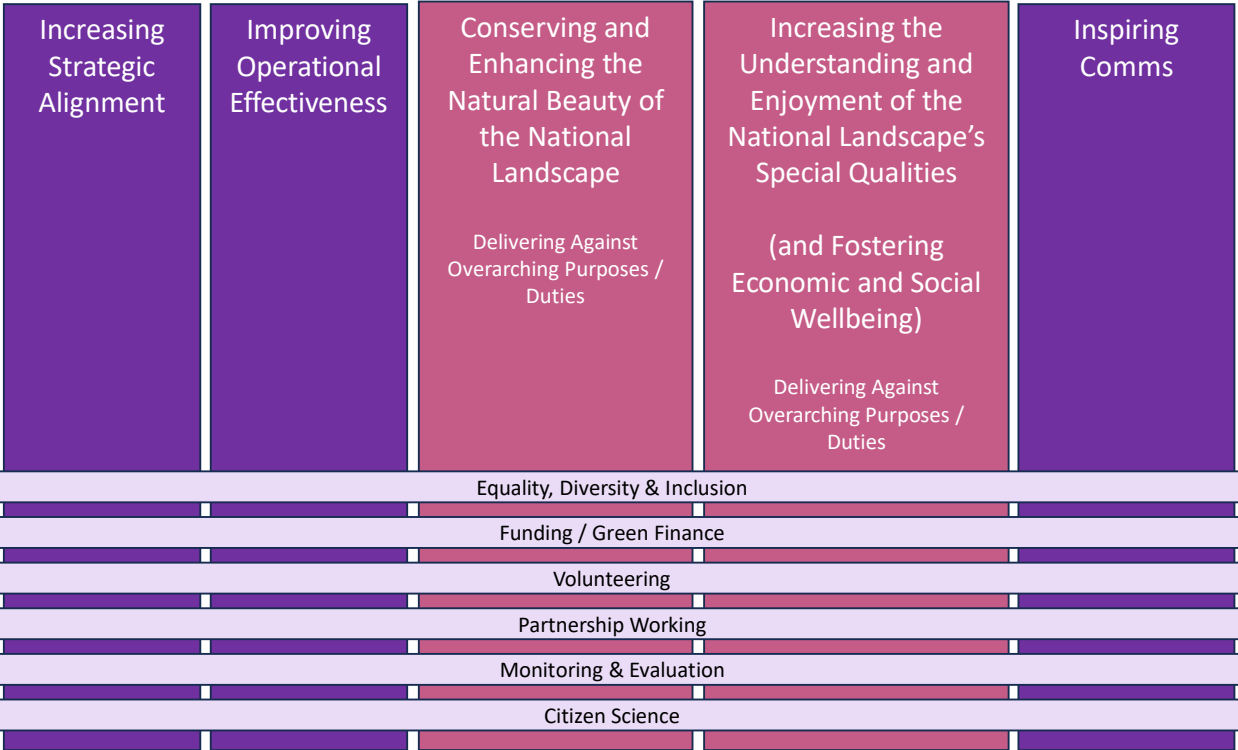 Increasing
Strategic
Alignment
Improving
Operational
Effectiveness
Conserving and
Enhancing the
Natural Beauty of
the National
Landscape
Delivering Against
Overarching Purposes /
Duties
Increasing the
Understanding and
Enjoyment of the
National Landscape’s
Special Qualities
(and Fostering
Economic and Social
Wellbeing)
Delivering Against
Overarching Purposes /
Duties
Inspiring
Comms
Equality, Diversity & Inclusion
Funding / Green Finance
Volunteering
Partnership Working
Monitoring & Evaluation
Citizen Science